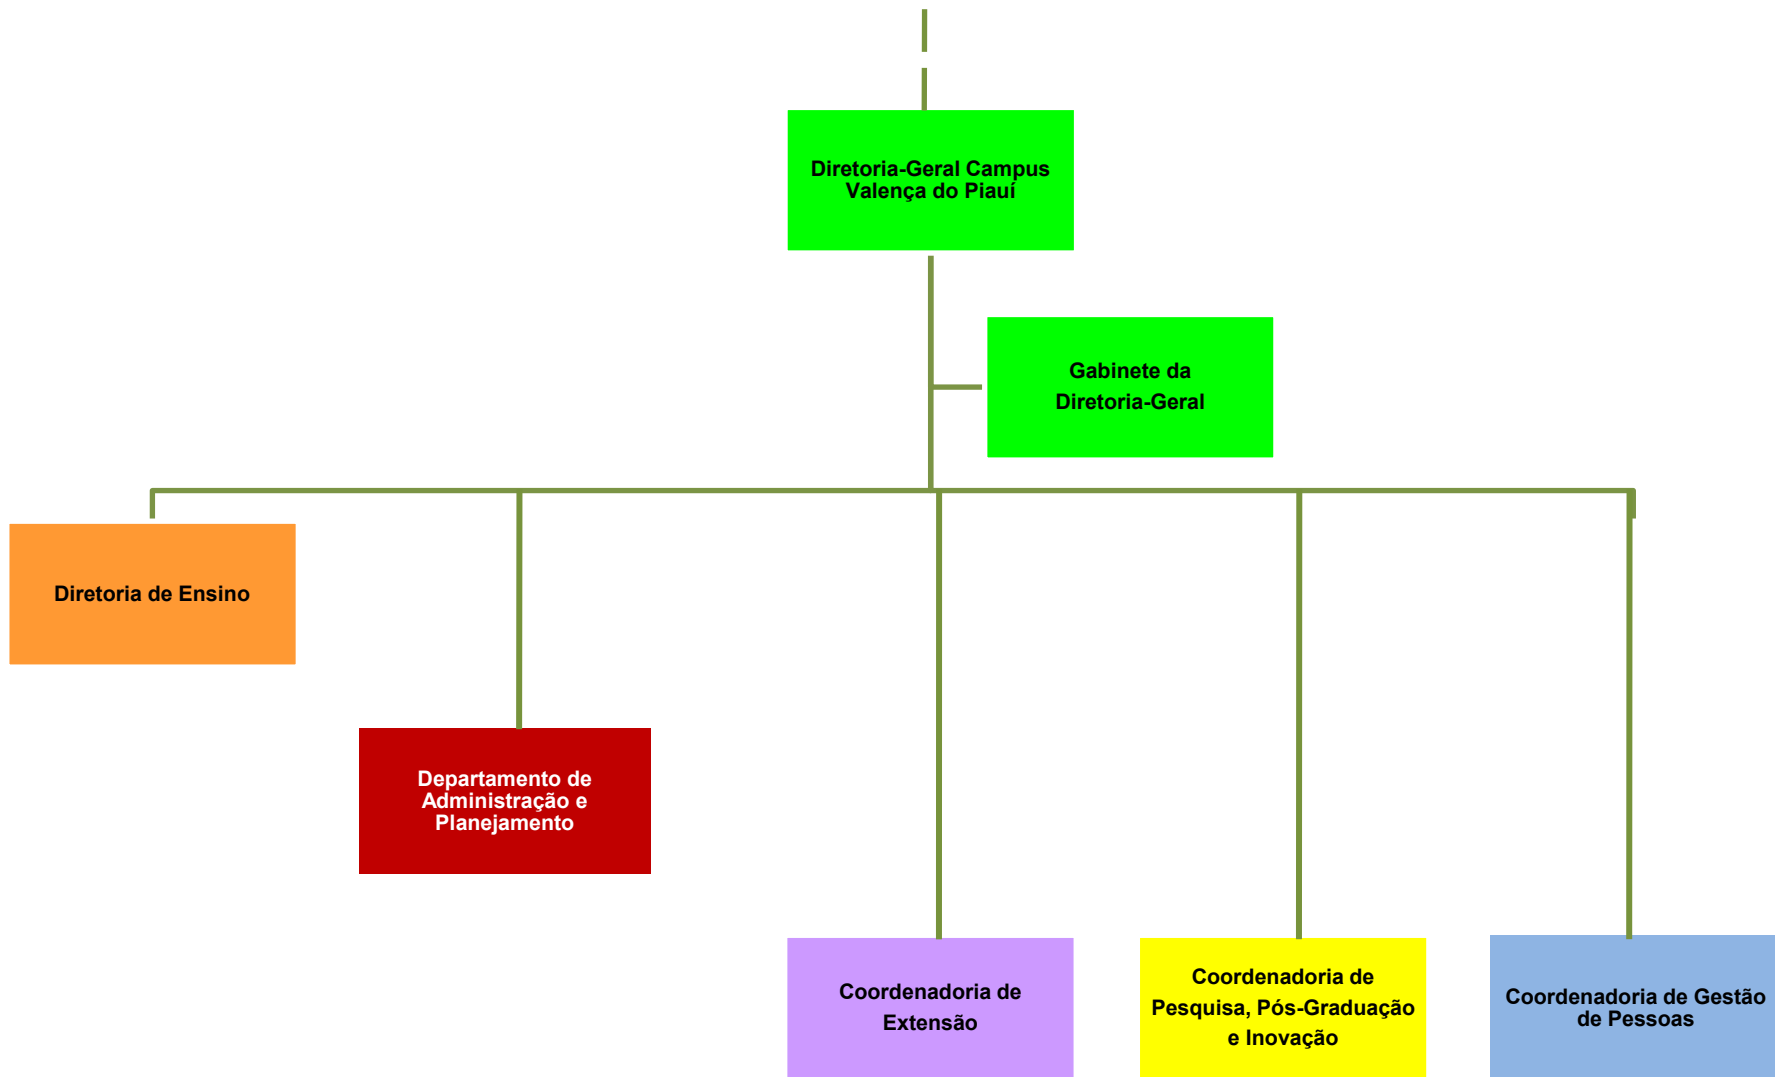 Diretoria-Geral Campus
Valença do Piauí
Gabinete da
Diretoria-Geral
Diretoria de Ensino
Departamento de
Administração e
Planejamento
Coordenadoria de
Extensão
Coordenadoria de
Pesquisa, Pós-Graduação
e Inovação
Coordenadoria de Gestão
de Pessoas